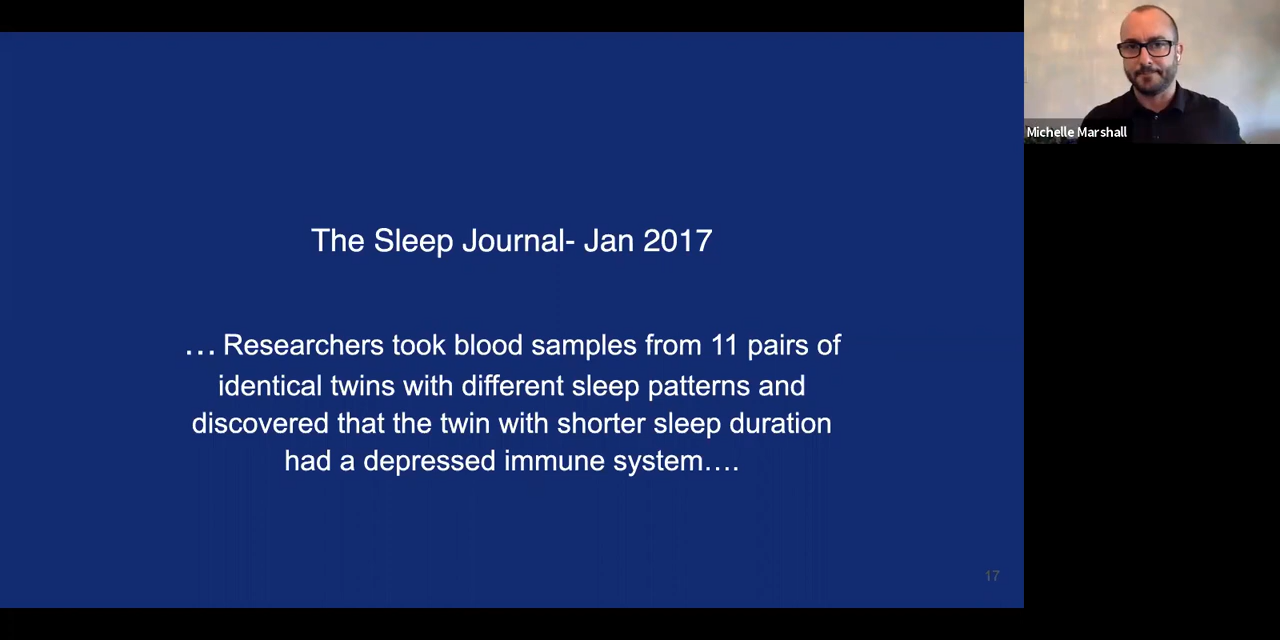 Michelle Marshall
The Sleep Journal- Jan 2017
... Researchers took blood samples from 11 pairs of
identical twins with different sleep patterns and
discovered that the twin with shorter sleep duration
had a depressed immune system....
17